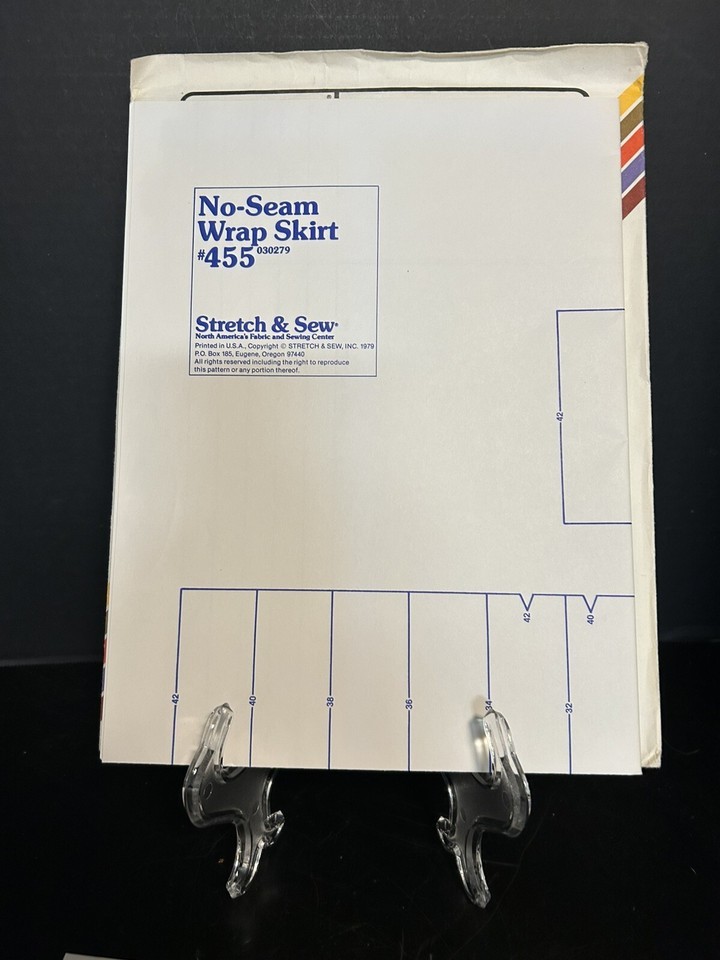 ®
No-Seam
Wrap Skirt
#455 030279
Stretch & Sew®
North America's Fabric and Sewing Center
Printed in U.S.A., Copyright © STRETCH & SEW, INC. 1979
P.O. Box 185, Eugene, Oregon 97440
All rights reserved including the right to reproduce
this pattern or any portion thereof.
42
42
40
42
40
38
36
34
32